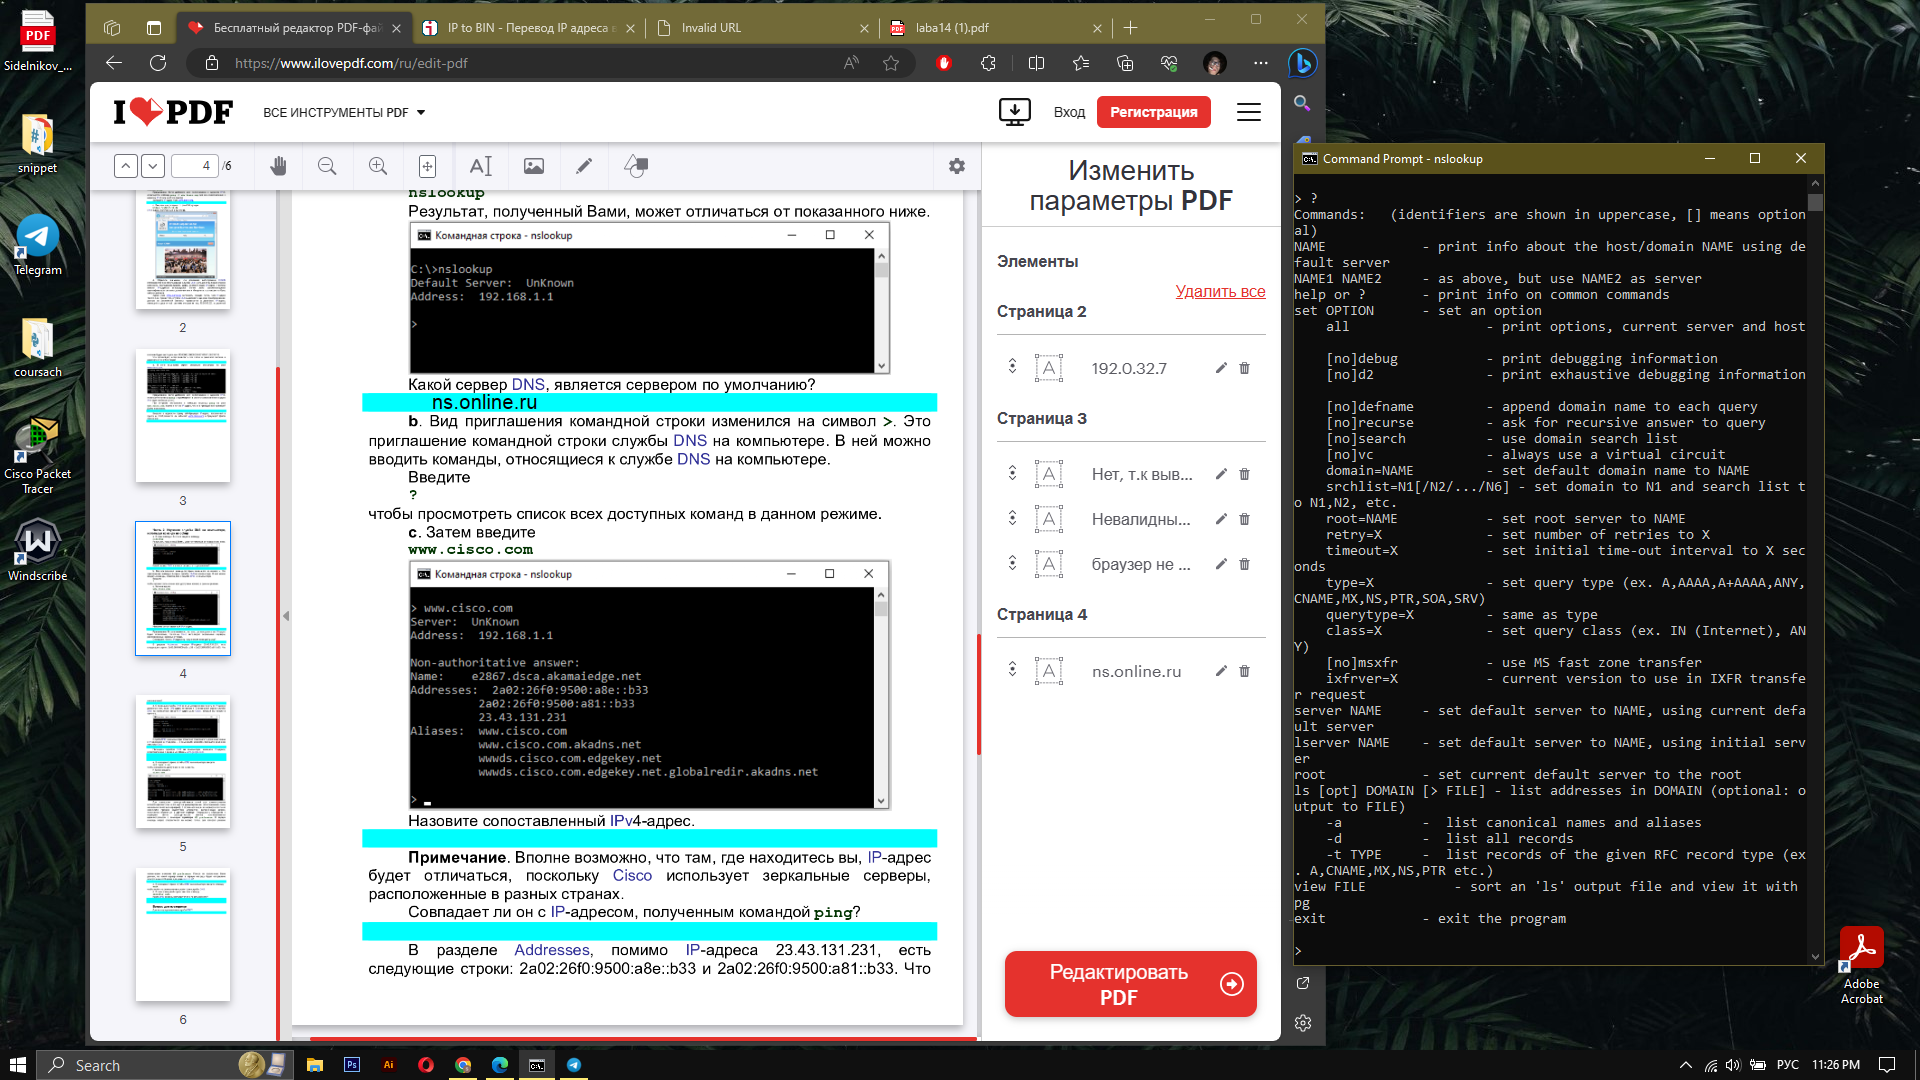 Sidelnikov_...
snippet
Telegram
coursach
Cisco Packet
Tracer
Windscribe
Бесплатный редактор PDF-фай
IP to BIN - Перевод IP адреса в
Invalid URL
laba14 (1).pdf
https://www.ilovepdf.com/ru/edit-pdf
I PDF
ВСЕ ИНСТРУМЕНТЫ PDF
Вход
Регистрация
4 /6
2
3
4
5
6
nslookup
Результат, полученный Вами, может отличаться от показанного ниже.
Командная строка - nslookup
C:\>nslookup
Default Server:  UnKnown
Address:  192.168.1.1
>
Какой сервер DNS, является сервером по умолчанию?
ns.online.ru
b. Вид приглашения командной строки изменился на символ >. Это
приглашение командной строки службы DNS на компьютере. В ней можно
вводить команды, относящиеся к службе DNS на компьютере.
Введите
?
чтобы просмотреть список всех доступных команд в данном режиме.
c. Затем введите
www.cisco.com
Командная строка - nslookup
> www.cisco.com
Server:  UnKnown
Address:  192.168.1.1
Non-authoritative answer:
Name:    e2867.dsca.akamaiedge.net
Addresses:  2a02:26f0:9500:a8e::b33
2a02:26f0:9500:a81::b33
23.43.131.231
Aliases:  www.cisco.com
www.cisco.com.akadns.net
wwwds.cisco.com.edgekey.net
wwwds.cisco.com.edgekey.net.globalredir.akadns.net
>
Назовите сопоставленный IPv4-адрес.
Примечание. Вполне возможно, что там, где находитесь вы, IP-адрес
будет отличаться, поскольку Cisco использует зеркальные серверы,
расположенные в разных странах.
Совпадает ли он с IP-адресом, полученным командой ping?
В разделе Addresses, помимо IP-адреса 23.43.131.231, есть
следующие строки: 2a02:26f0:9500:a8e::b33 и 2a02:26f0:9500:a81::b33. Что
Изменить
параметры PDF
Элементы
Удалить все
Страница 2
192.0.32.7
Страница 3
Нет, т.к выв...
Невалидны...
браузер не ...
Страница 4
ns.online.ru
Редактировать
PDF
Command Prompt - nslookup
> ?
Commands:   (identifiers are shown in uppercase, [] means option
al)
NAME            - print info about the host/domain NAME using de
fault server
NAME1 NAME2     - as above, but use NAME2 as server
help or ?       - print info on common commands
set OPTION      - set an option
    all                 - print options, current server and host
    [no]debug           - print debugging information
    [no]d2              - print exhaustive debugging information
    [no]defname         - append domain name to each query
    [no]recurse         - ask for recursive answer to query
    [no]search          - use domain search list
    [no]vc              - always use a virtual circuit
    domain=NAME         - set default domain name to NAME
    srchlist=N1[/N2/.../N6] - set domain to N1 and search list t
o N1,N2, etc.
    root=NAME           - set root server to NAME
    retry=X             - set number of retries to X
    timeout=X           - set initial time-out interval to X sec
onds
    type=X              - set query type (ex. A,AAAA,A+AAAA,ANY,
CNAME,MX,NS,PTR,SOA,SRV)
    querytype=X         - same as type
    class=X             - set query class (ex. IN (Internet), AN
Y)
    [no]msxfr           - use MS fast zone transfer
    ixfrver=X           - current version to use in IXFR transfe
r request
server NAME     - set default server to NAME, using current defa
ult server
lserver NAME    - set default server to NAME, using initial serv
er
root            - set current default server to the root
ls [opt] DOMAIN [> FILE] - list addresses in DOMAIN (optional: o
utput to FILE)
    -a          -  list canonical names and aliases
    -d          -  list all records
    -t TYPE     -  list records of the given RFC record type (ex
. A,CNAME,MX,NS,PTR etc.)
view FILE           - sort an 'ls' output file and view it with
pg
exit            - exit the program
>
Adobe
Acrobat
Search
Ps
Ai
РУС
11:26 PM